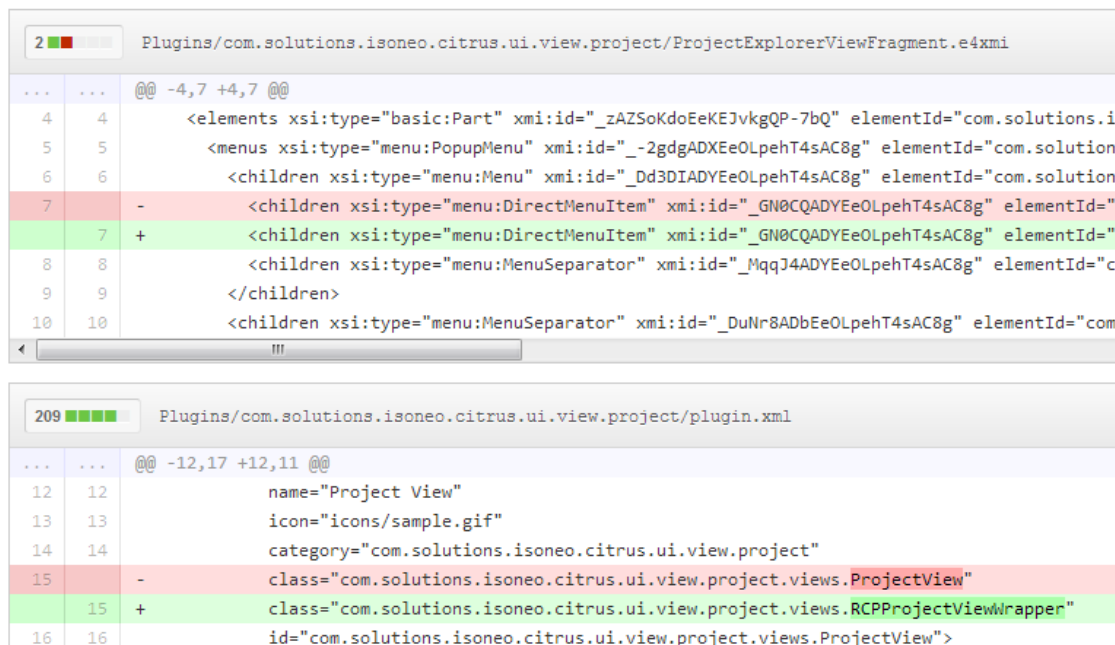 2 Plugins/com.solutions.isoneo.citrus.ui.view.project/ProjectExplorerViewFragment.e4xmi
... ... @@ -4,7 +4,7 @@
4 4 <elements xsi:type="basic:Part" xmi:id="_zAZSoKdoEeKEJvkgQP-7bQ" elementId="com.solutions.i
5 5 <menus xsi:type="menu:PopupMenu" xmi:id="_-2gdgADXEeOLpehT4sAC8g" elementId="com.solution
6 6 <children xsi:type="menu:Menu" xmi:id="_Dd3DIADYEeOLpehT4sAC8g" elementId="com.solution
7 - <children xsi:type="menu:DirectMenuItem" xmi:id="_GN0CQADYEeOLpehT4sAC8g" elementId="
7 + <children xsi:type="menu:DirectMenuItem" xmi:id="_GN0CQADYEeOLpehT4sAC8g" elementId="
8 8 <children xsi:type="menu:MenuSeparator" xmi:id="_MqqJ4ADYEeOLpehT4sAC8g" elementId="c
9 9 </children>
10 10 <children xsi:type="menu:MenuSeparator" xmi:id="_DuNr8ADbEeOLpehT4sAC8g" elementId="com
209 Plugins/com.solutions.isoneo.citrus.ui.view.project/plugin.xml
... ... @@ -12,17 +12,11 @@
12 12 name="Project View"
13 13 icon="icons/sample.gif"
14 14 category="com.solutions.isoneo.citrus.ui.view.project"
15 - class="com.solutions.isoneo.citrus.ui.view.project.views.ProjectView"
15 + class="com.solutions.isoneo.citrus.ui.view.project.views.RCPProjectViewWrapper"
16 16 id="com.solutions.isoneo.citrus.ui.view.project.views.ProjectView">